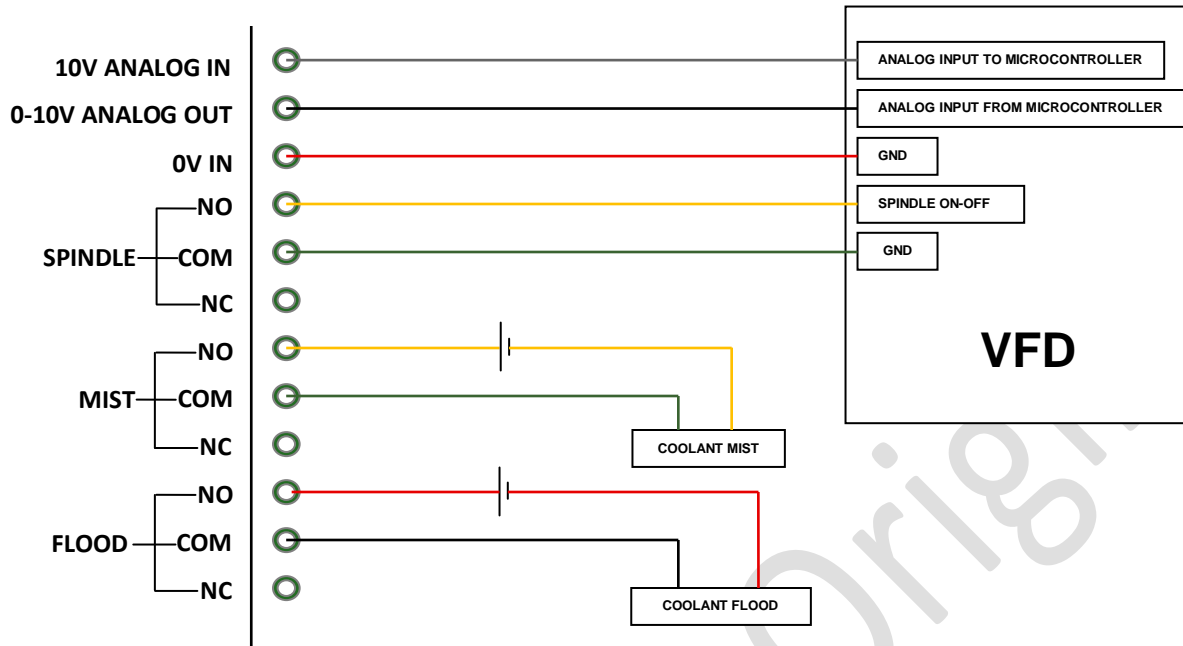 10V ANALOG IN
ANALOG INPUT TO MICROCONTROLLER
0-10V ANALOG OUT
ANALOG INPUT FROM MICROCONTROLLER
0V IN
GND
NO
SPINDLE ON-OFF
SPINDLE
COM
GND
NC
VFD
NO
MIST
COM
NC
COOLANT MIST
NO
FLOOD
COM
NC
COOLANT FLOOD
Origi